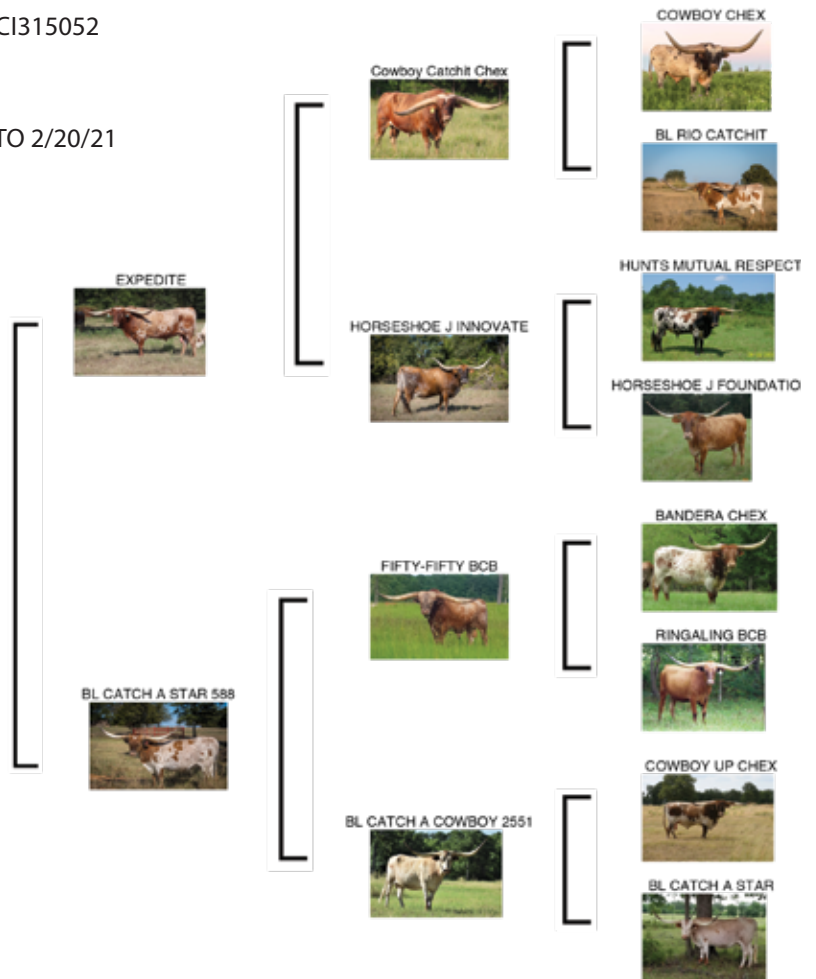 CI315052
TO 2/20/21
COWBOY CHEX
Cowboy Catchit Chex
BL RIO CATCHIT
EXPEDITE
HUNTS MUTUAL RESPECT
HORSESHOE J INNOVATE
HORSESHOE J FOUNDATIO
BANDERA CHEX
FIFTY-FIFTY BCB
RINGALING BCB
BL CATCH A STAR 588
COWBOY UP CHEX
BL CATCH A COWBOY 2551
BL CATCH A STAR